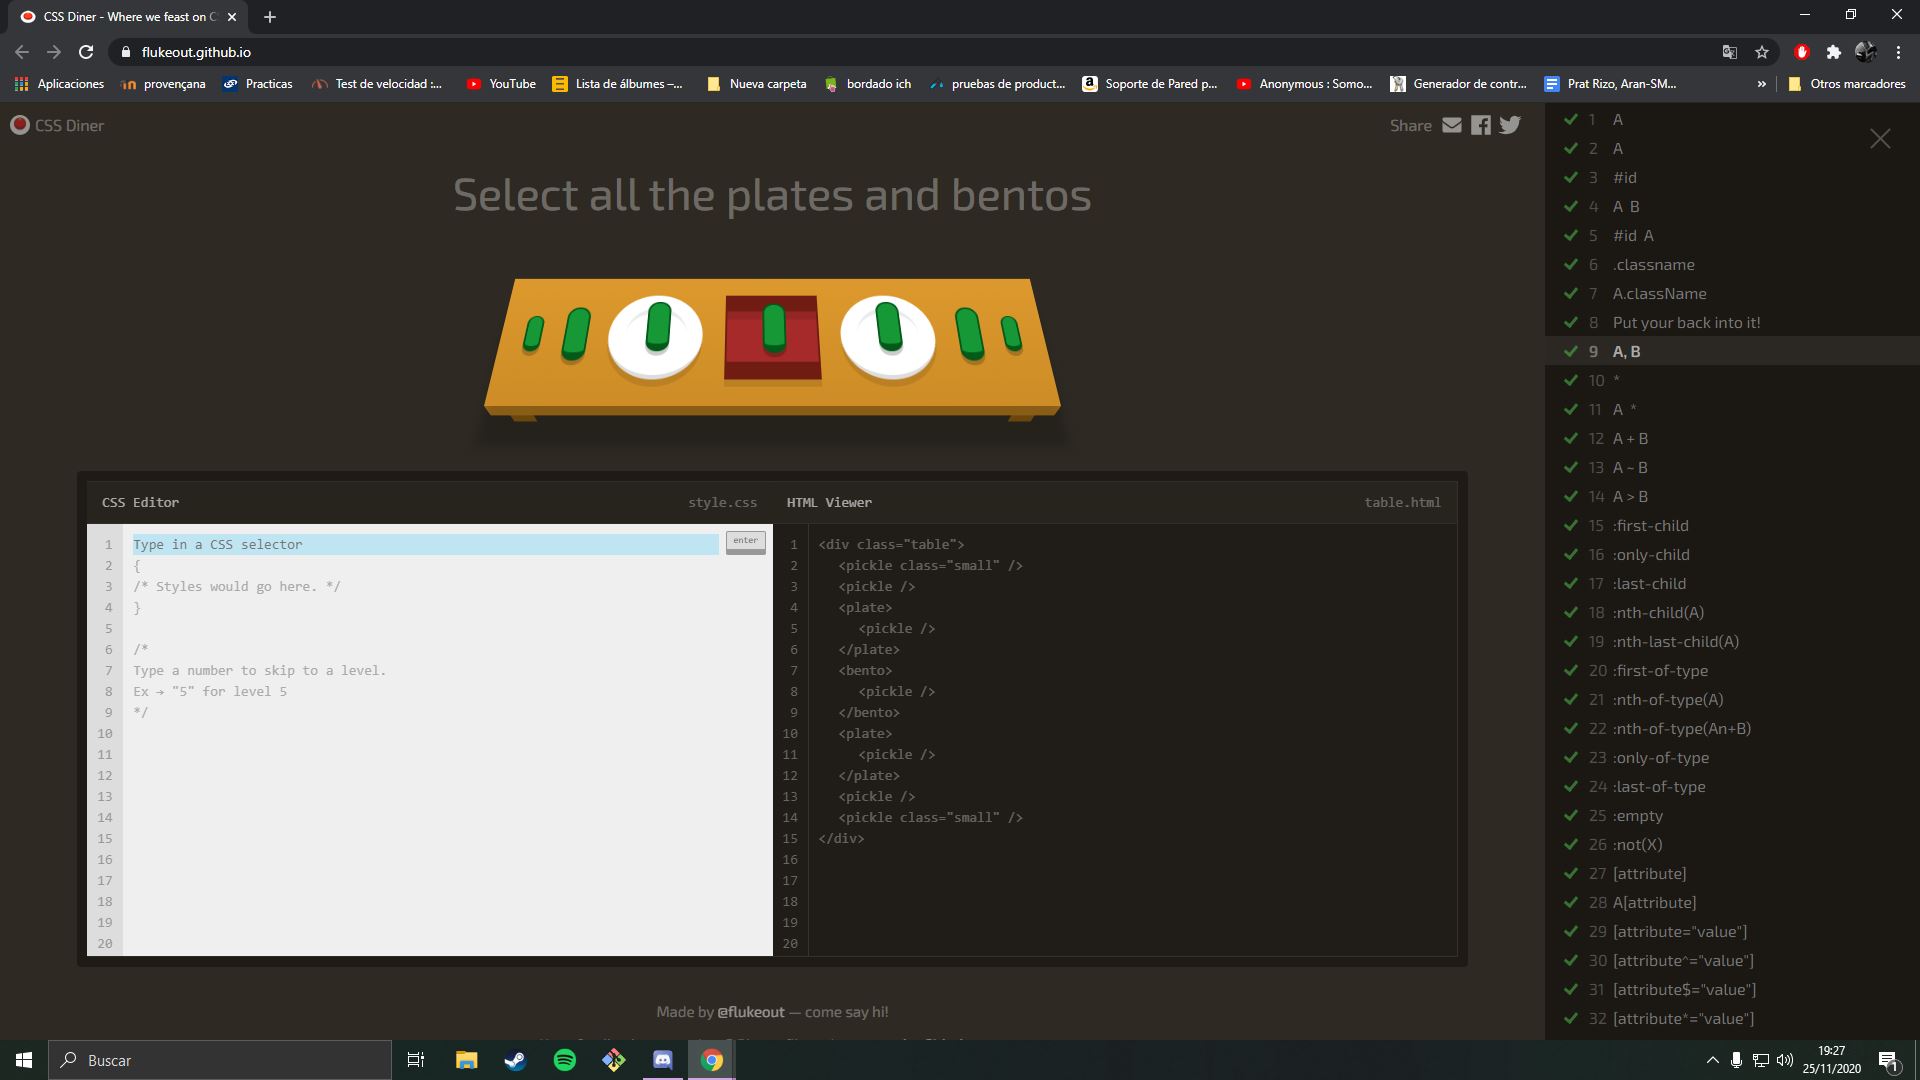 CSS Diner - Where we feast on C
flukeout.github.io
Aplicaciones provençana Practicas Test de velocidad :... YouTube Lista de álbumes –... Nueva carpeta bordado ich pruebas de product... Soporte de Pared p... Anonymous : Somo... Generador de contr... Prat Rizo, Aran-SM... » Otros marcadores
CSS Diner
Share
Select all the plates and bentos
CSS Editor style.css
1 Type in a CSS selector
enter
2 {
3 /* Styles would go here. */
4 }
5
6 /*
7 Type a number to skip to a level.
8 Ex → "5" for level 5
9 */
10
11
12
13
14
15
16
17
18
19
20
HTML Viewer table.html
1 <div class="table">
2 <pickle class="small" />
3 <pickle />
4 <plate>
5 <pickle />
6 </plate>
7 <bento>
8 <pickle />
9 </bento>
10 <plate>
11 <pickle />
12 </plate>
13 <pickle />
14 <pickle class="small" />
15 </div>
16
17
18
19
20
Made by @flukeout — come say hi!
1 A
2 A
3 #id
4 A B
5 #id A
6 .classname
7 A.className
8 Put your back into it!
9 A, B
10 *
11 A *
12 A + B
13 A ~ B
14 A > B
15 :first-child
16 :only-child
17 :last-child
18 :nth-child(A)
19 :nth-last-child(A)
20 :first-of-type
21 :nth-of-type(A)
22 :nth-of-type(An+B)
23 :only-of-type
24 :last-of-type
25 :empty
26 :not(X)
27 [attribute]
28 A[attribute]
29 [attribute="value"]
30 [attribute^="value"]
31 [attribute$="value"]
32 [attribute*="value"]
Buscar
19:27
25/11/2020
1